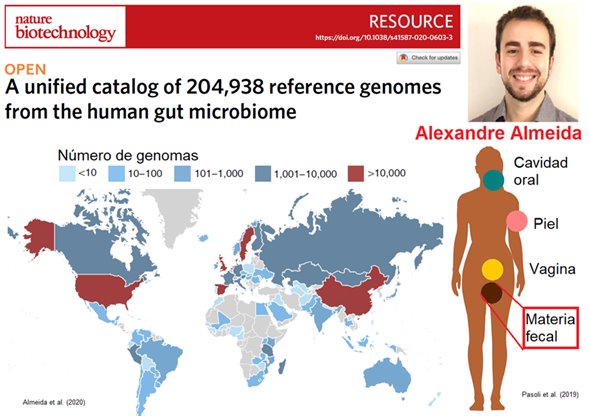 nature
biotechnology
RESOURCE
https://doi.org/10.1038/s41587-020-0603-3
Check for updates
OPEN
A unified catalog of 204,938 reference genomes
from the human gut microbiome
Alexandre Almeida
Número de genomas
<10
10–100
101–1,000
1,001–10,000
>10,000
Cavidad
oral
Piel
Vagina
Materia
fecal
Almeida et al. (2020)
Pasoli et al. (2019)